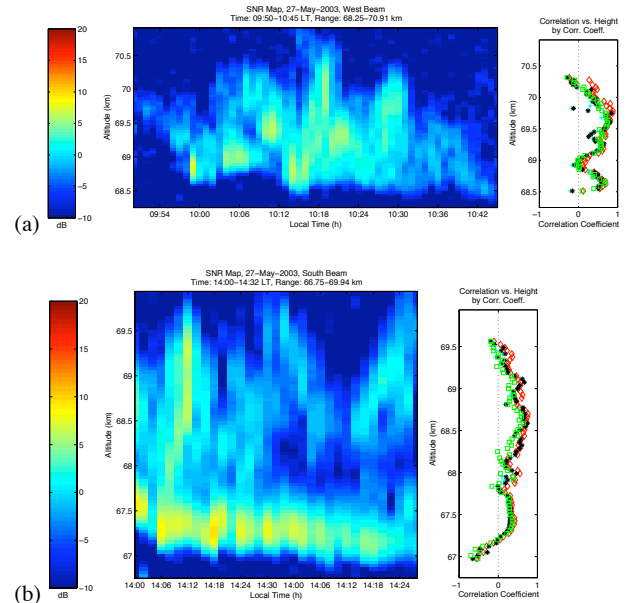 SNR Map, 27-May-2003, West Beam
Time: 09:50-10:45 LT, Range: 68.25-70.91 km
Correlation vs. Height
by Corr. Coeff.
20
15
10
5
0
-5
-10
dB
70.5
70
69.5
69
68.5
Altitude (km)
09:54 10:00 10:06 10:12 10:18 10:24 10:30 10:36 10:42
Local Time (h)
70.5
70
69.5
69
68.5
Altitude (km)
-1 0 1
Correlation Coefficient
(a)
SNR Map, 27-May-2003, South Beam
Time: 14:00-14:32 LT, Range: 66.75-69.94 km
Correlation vs. Height
by Corr. Coeff.
20
15
10
5
0
-5
-10
dB
69.5
69
68.5
68
67.5
67
Altitude (km)
14:00 14:06 14:12 14:18 14:24 14:30 14:00 14:06 14:12 14:18 14:24
Local Time (h)
69.5
69
68.5
68
67.5
67
Altitude (km)
-1 0 1
Correlation Coefficient
(b)